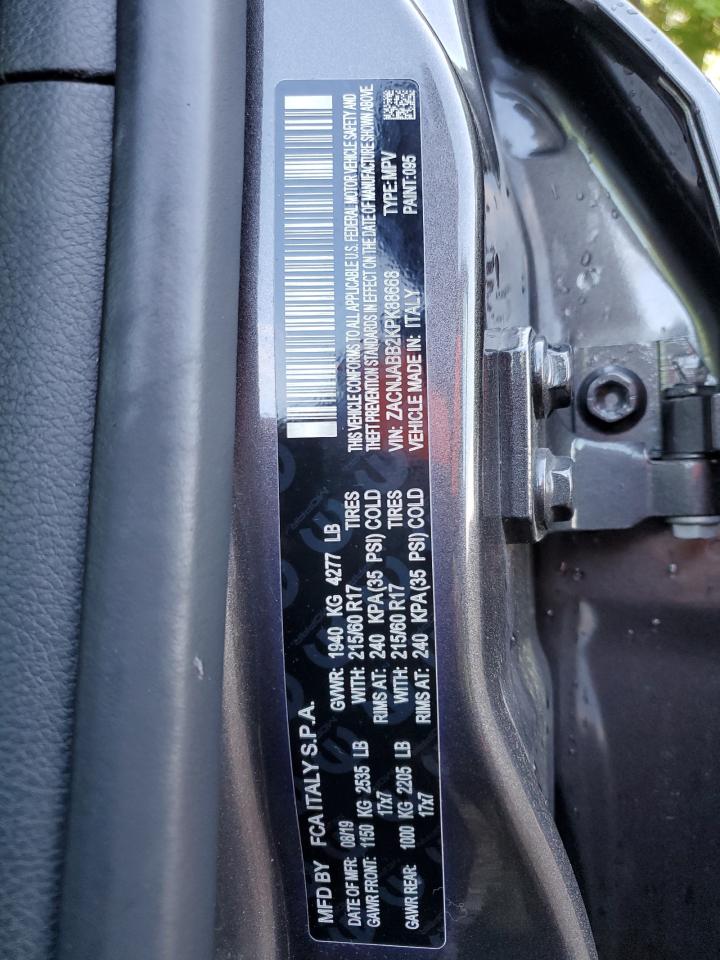 MFD BY FCA ITALY S.P.A.
DATE OF MFR: 08/19 GVWR: 1940 KG 4277 LB
GAWR FRONT: 1150 KG 2535 LB WITH: 215/60 R17 TIRES
17x7 RIMS AT: 240 KPA(35 PSI) COLD
GAWR REAR: 1000 KG 2205 LB WITH: 215/60 R17 TIRES
17x7 RIMS AT: 240 KPA(35 PSI) COLD
THIS VEHICLE CONFORMS TO ALL APPLICABLE U.S. FEDERAL MOTOR VEHICLE SAFETY AND
THEFT PREVENTION STANDARDS IN EFFECT ON THE DATE OF MANUFACTURE SHOWN ABOVE
VIN: ZACNJABB2KPK88668 TYPE:MPV
VEHICLE MADE IN: ITALY PAINT:095